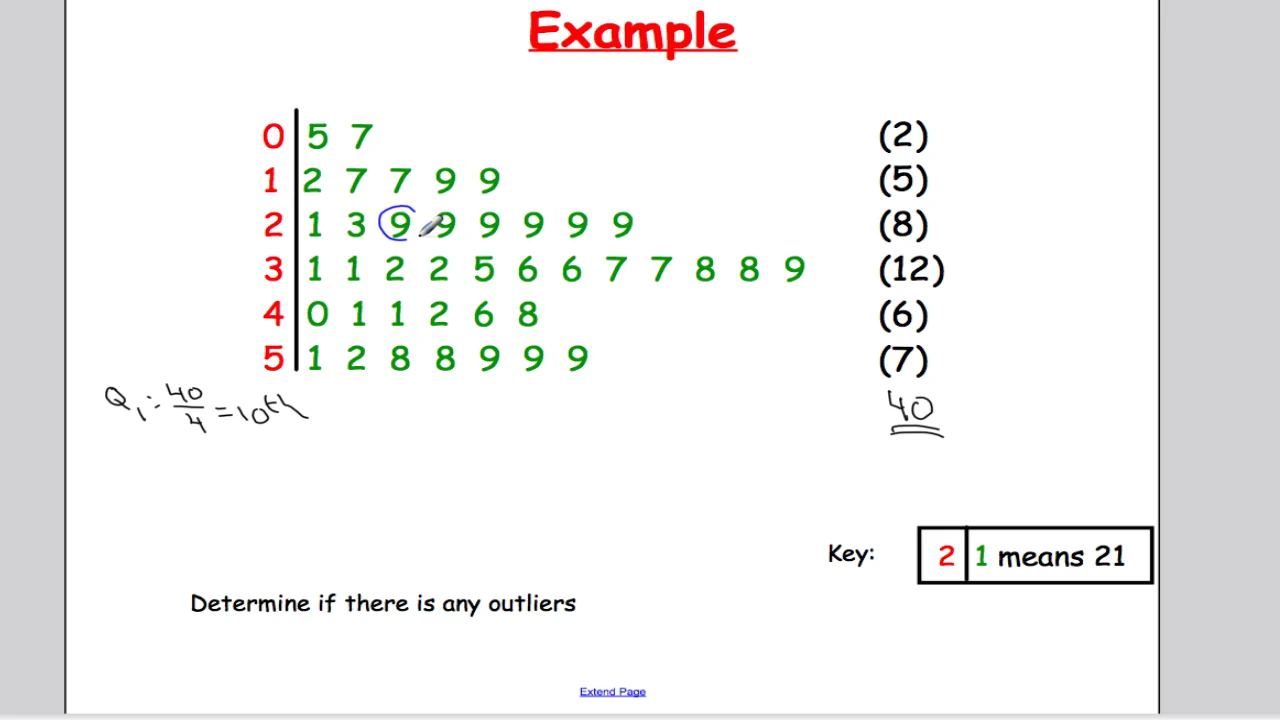 Example
0 5 7 (2)
1 2 7 7 9 9 (5)
2 1 3 9 9 9 9 9 9 (8)
3 1 1 2 2 5 6 6 7 7 8 8 9 (12)
4 0 1 1 2 6 8 (6)
5 1 2 8 8 9 9 9 (7)
Q1: 40/4 = 10th 40
Key: 2 1 means 21
Determine if there is any outliers
Extend Page